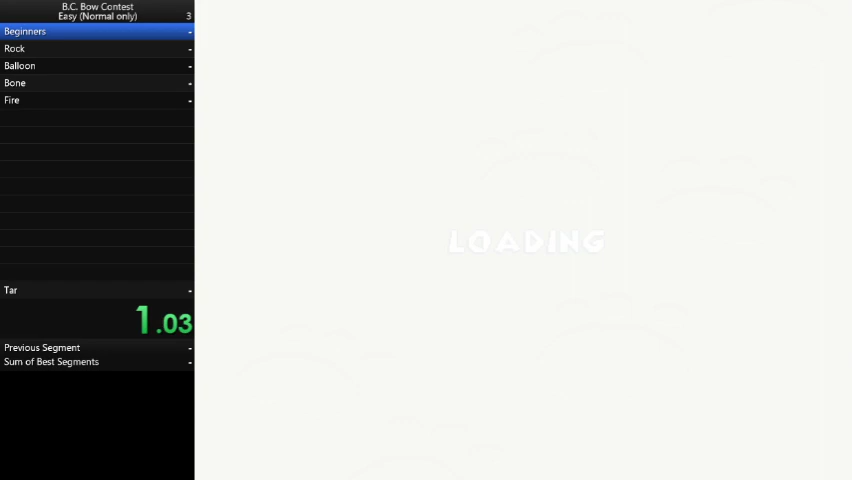 B.C. Bow Contest
Easy (Normal only) 3
Beginners -
Rock -
Balloon -
Bone -
Fire -
LOADING
Tar -
1.03
Previous Segment -
Sum of Best Segments -